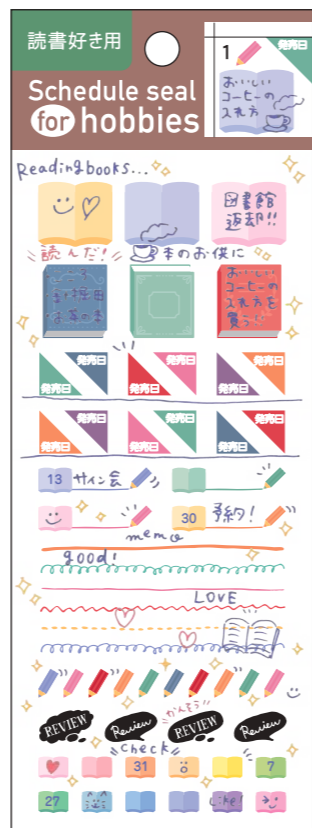 読書好き用
Schedule seal
for hobbies
1
発売日
おいしい
コーヒーの
入れ方
Reading books...
図書館
返却!!
読んだ!
本のお供に
おいしい
コーヒーの
入れ方を
買う
発売日 発売日 発売日
発売日 発売日 発売日
発売日 発売日 発売日
発売日 発売日 発売日
13 サイン会
30 予約!
memo
good!
LOVE
かんそう
REVIEW Review REVIEW Review
check
31 7
27 Like!